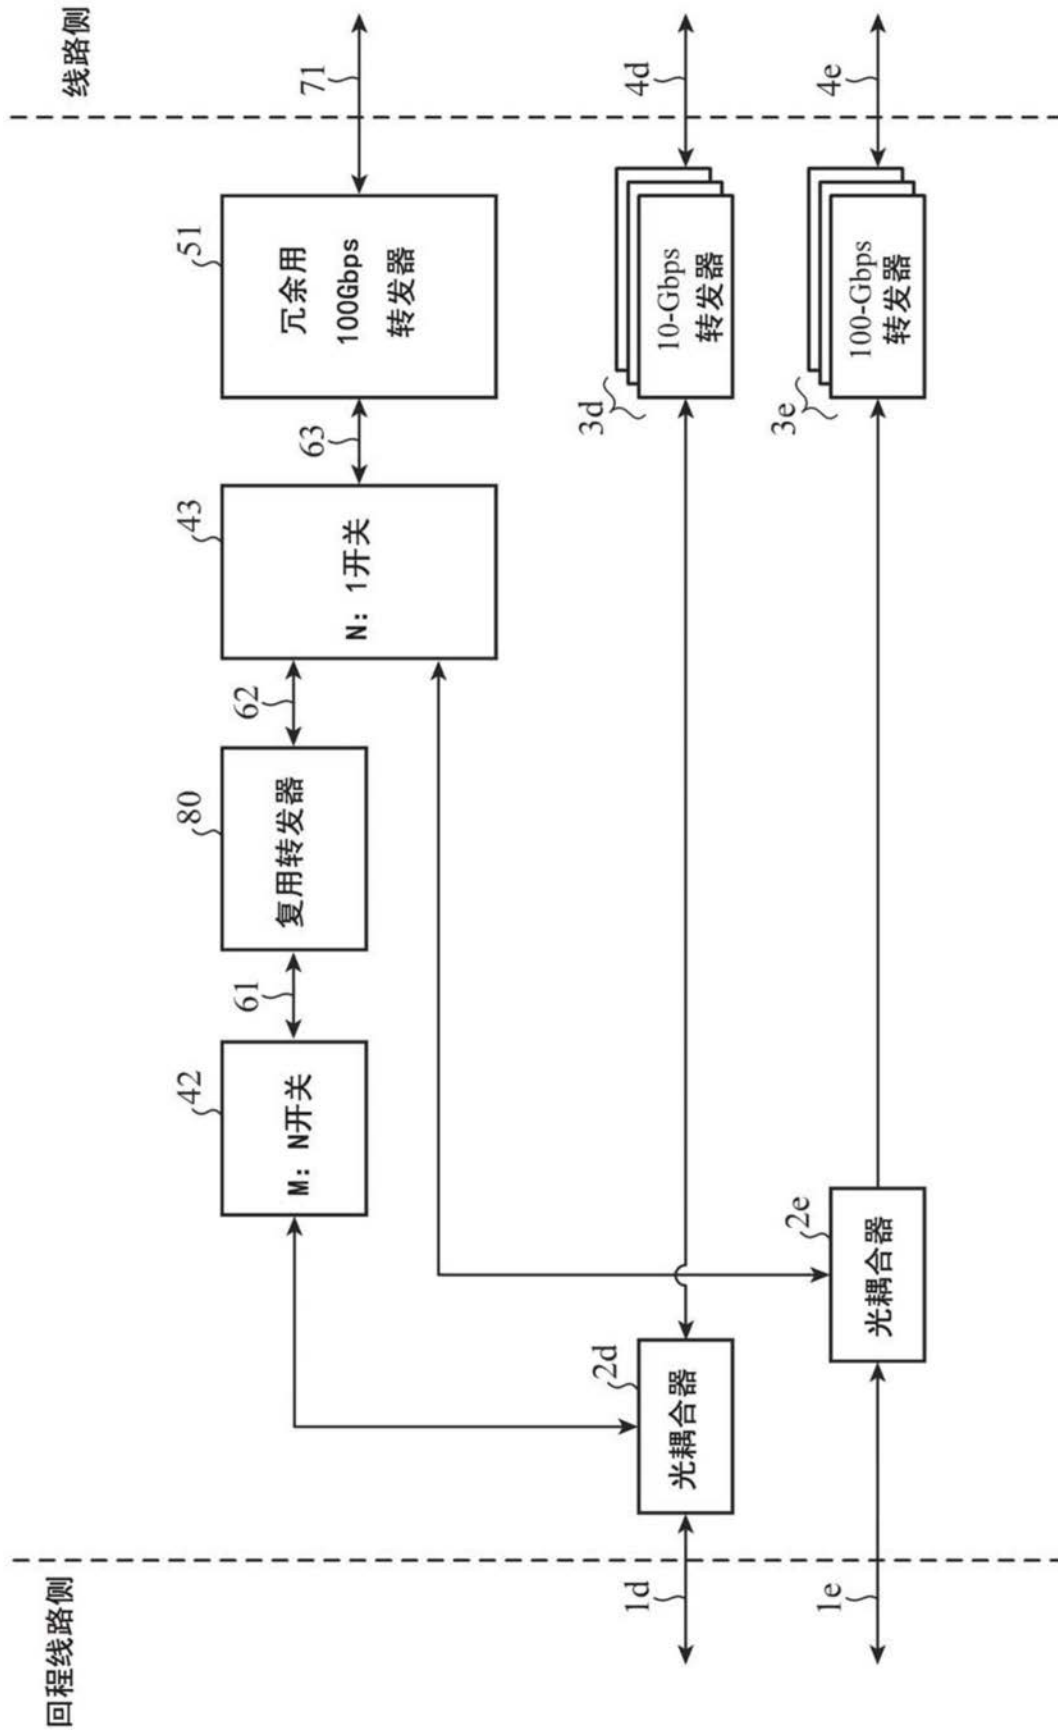 回程线路侧
线路侧
42
M: N开关
61
80
复用转发器
62
43
N: 1开关
63
51
冗余用
100Gbps
转发器
71
1d
2d
光耦合器
3d
10-Gbps
转发器
4d
1e
2e
光耦合器
3e
100-Gbps
转发器
4e